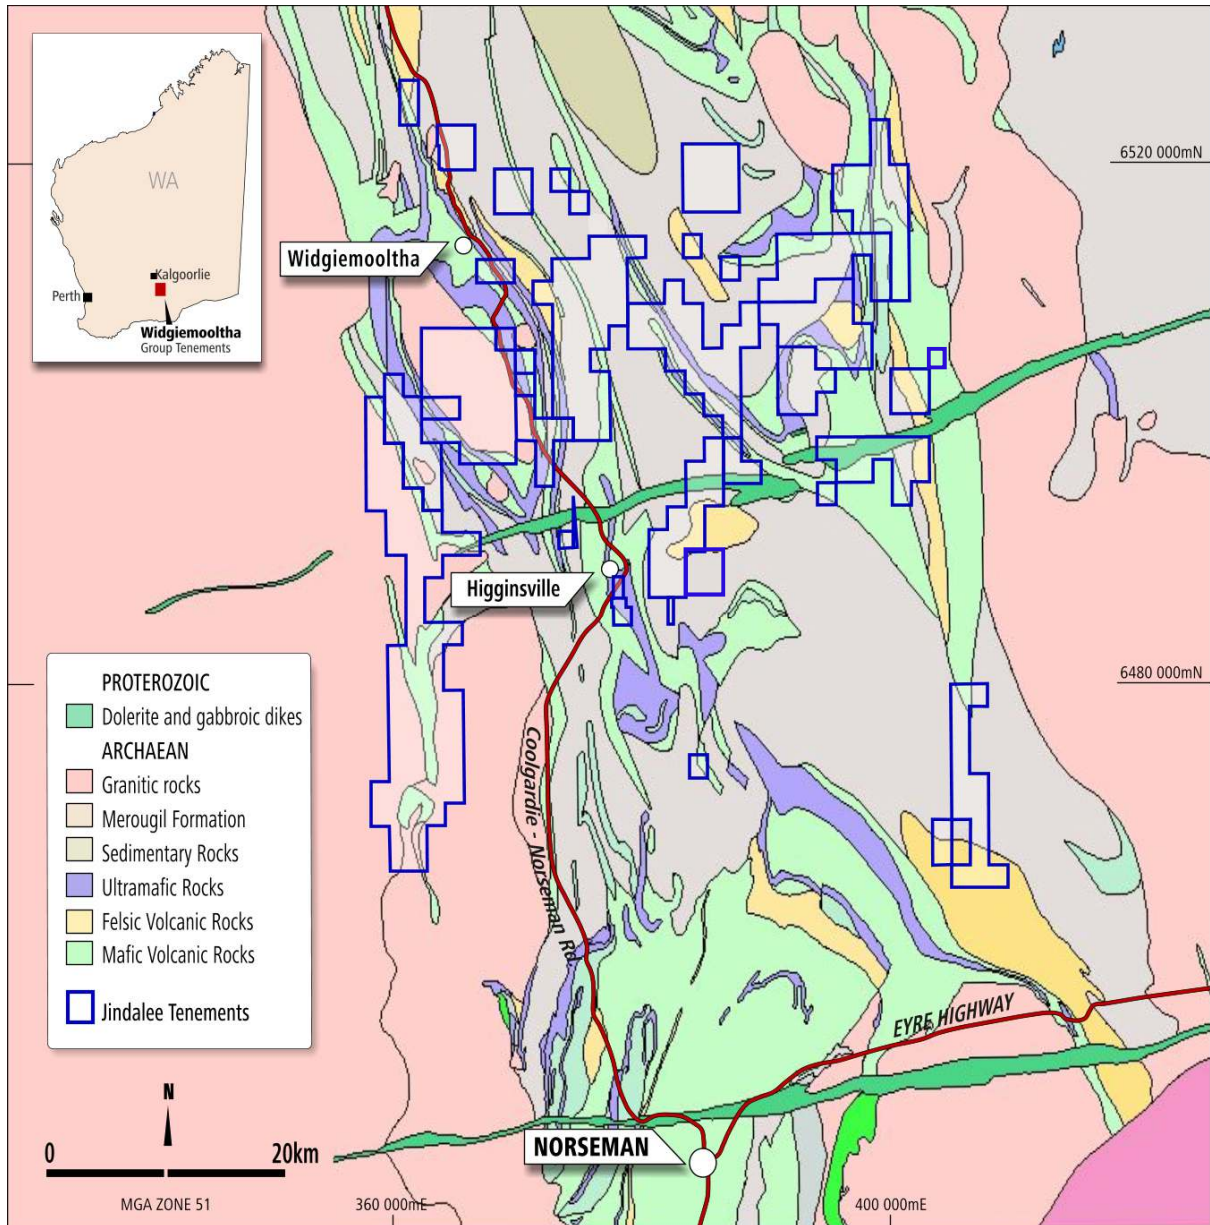 WA
Kalgoorlie
Perth
Widgiemooltha
Group Tenements
6520 000mN
Widgiemooltha
Higginsville
6480 000mN
PROTEROZOIC
Dolerite and gabbroic dikes
ARCHAEAN
Granitic rocks
Merougil Formation
Sedimentary Rocks
Ultramafic Rocks
Felsic Volcanic Rocks
Mafic Volcanic Rocks
Jindalee Tenements
Coolgardie - Norseman Rd.
EYRE HIGHWAY
N
0 20km
NORSEMAN
MGA ZONE 51
360 000mE
400 000mE